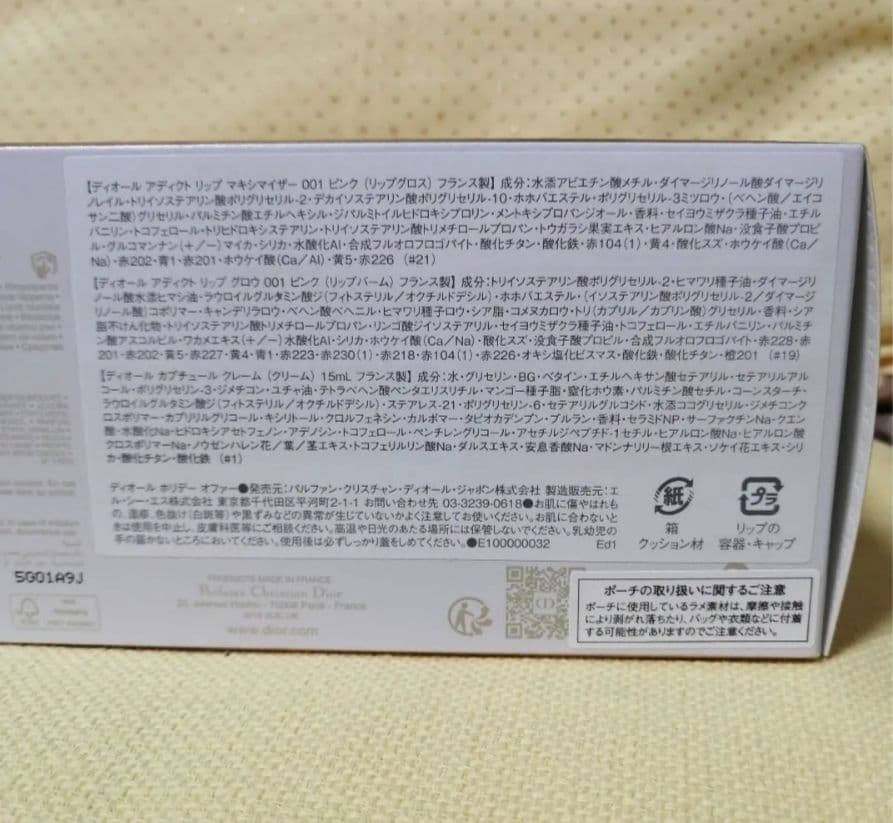 【ディオール アディクト リップ マキシマイザー 001 ピンク (リップグロス) フランス製】 成分：水添アビエチン酸メチル・ダイマージリノール酸ダイマージリ
ノレイル・トリイソステアリン酸ポリグリセリル-2・デカイソステアリン酸ポリグリセリル-10・ホホバエステル・ポリグリセリル-3ミツロウ・(ベヘン酸／エイコ
サン二酸)グリセリル・パルミチン酸エチルヘキシル・ジパルミトイルヒドロキシプロリン・メントキシプロパンジオール・香料・セイヨウミザクラ種子油・エチル
バニリン・トコフェロール・トリヒドロキシステアリン・トリイソステアリン酸トリメチロールプロパン・トウガラシ果実エキス・ヒアルロン酸Na・没食子酸プロピ
ル・グルコマンナン (＋／－)マイカ・シリカ・水酸化Al・合成フルオロフロゴパイト・酸化チタン・酸化鉄・赤104(1)・黄4・酸化スズ・ホウケイ酸(Ca／
Na)・赤202・青1・赤201・ホウケイ酸(Ca／Al)・黄5・赤226 (#21)
【ディオール アディクト リップ グロウ 001 ピンク (リップバーム) フランス製】 成分：トリイソステアリン酸ポリグリセリル-2・ヒマワリ種子油・ダイマージリ
ノール酸水添ヒマシ油・ラウロイルグルタミン酸ジ(フィトステリル／オクチルドデシル)・ホホバエステル・(イソステアリン酸ポリグリセリル-2／ダイマージ
リノール酸)コポリマー・キャンデリラロウ・ベヘン酸ベヘニル・ヒマワリ種子ロウ・シア脂・コメヌカロウ・トリ(カプリル／カプリン酸)グリセリル・香料・シア
脂不けん化物・トリイソステアリン酸トリメチロールプロパン・リンゴ酸ジイソステアリル・セイヨウミザクラ種子油・トコフェロール・エチルバニリン・パルミチン
酸アスコルビル・ワカメエキス(＋／－)水酸化Al・シリカ・ホウケイ酸(Ca／Na)・酸化スズ・没食子酸プロピル・合成フルオロフロゴパイト・赤228・赤
201・赤202・黄5・赤227・黄4・青1・赤223・赤230(1)・赤218・赤104(1)・赤226・オキシ塩化ビスマス・酸化鉄・酸化チタン・橙201 (#19)
【ディオール カプチュール クレーム (クリーム) 15mL フランス製】 成分：水・グリセリン・BG・ベタイン・エチルヘキサン酸セテアリル・セテアリルアル
コール・ポリグリセリン-3・ジメチコン・ユチャ油・テトラベヘン酸ペンタエリスリチル・マンゴー種子脂・窒化ホウ素・パルミチン酸セチル・コーンスターチ・
ラウロイルグルタミン酸ジ(フィトステリル／オクチルドデシル)・ステアレス-21・ポリグリセリン-6・セテアリルグルコシド・水添ココグリセリル・ジメチコンク
ロスポリマー・カプリリルグリコール・キシリトール・クロルフェネシン・カルボマー・タピオカデンプン・プルラン・香料・セラミドNP・サーファクチンNa・クエン
酸・水酸化Na・ヒドロキシアセトフェノン・アデノシン・トコフェロール・ペンチレングリコール・アセチルジペプチド-1セチル・ヒアルロン酸Na・ヒアルロン酸
クロスポリマーNa・ノウゼンハレン花／葉／茎エキス・トコフェリルリン酸Na・ダルスエキス・安息香酸Na・マドンナリリー根エキス・ソケイ花エキス・シリ
カ・酸化チタン・酸化鉄 (#1)
ディオール ホリデー オファー●発売元：パルファン・クリスチャン・ディオール・ジャポン株式会社 製造販売元：エ
ル・シー・エス株式会社 東京都千代田区平河町2-1-1 お問い合わせ先 03-3239-0618●お肌に傷やはれも
の、湿疹、色抜け(白斑等)や黒ずみなどの異常が生じていないかよく注意してお使いください。お肌に合わないと
きは使用を中止し、皮膚科医等にご相談ください。高温や日光のあたる場所には保管しないでください。乳幼児の
手の届かないところにおいてください。使用後は必ずしっかり蓋をしめてください。●E100000032 Ed1
紙
箱
クッション材
プラ
リップの
容器・キャップ
5G01A9J
PRODUCTS MADE IN FRANCE
Parfums Christian Dior
Paris - France
www.dior.com
ポーチの取り扱いに関するご注意
ポーチに使用しているラメ素材は、摩擦や接触
により剥がれ落ちたり、バッグや衣類などに付着
する可能性がありますのでご注意ください。